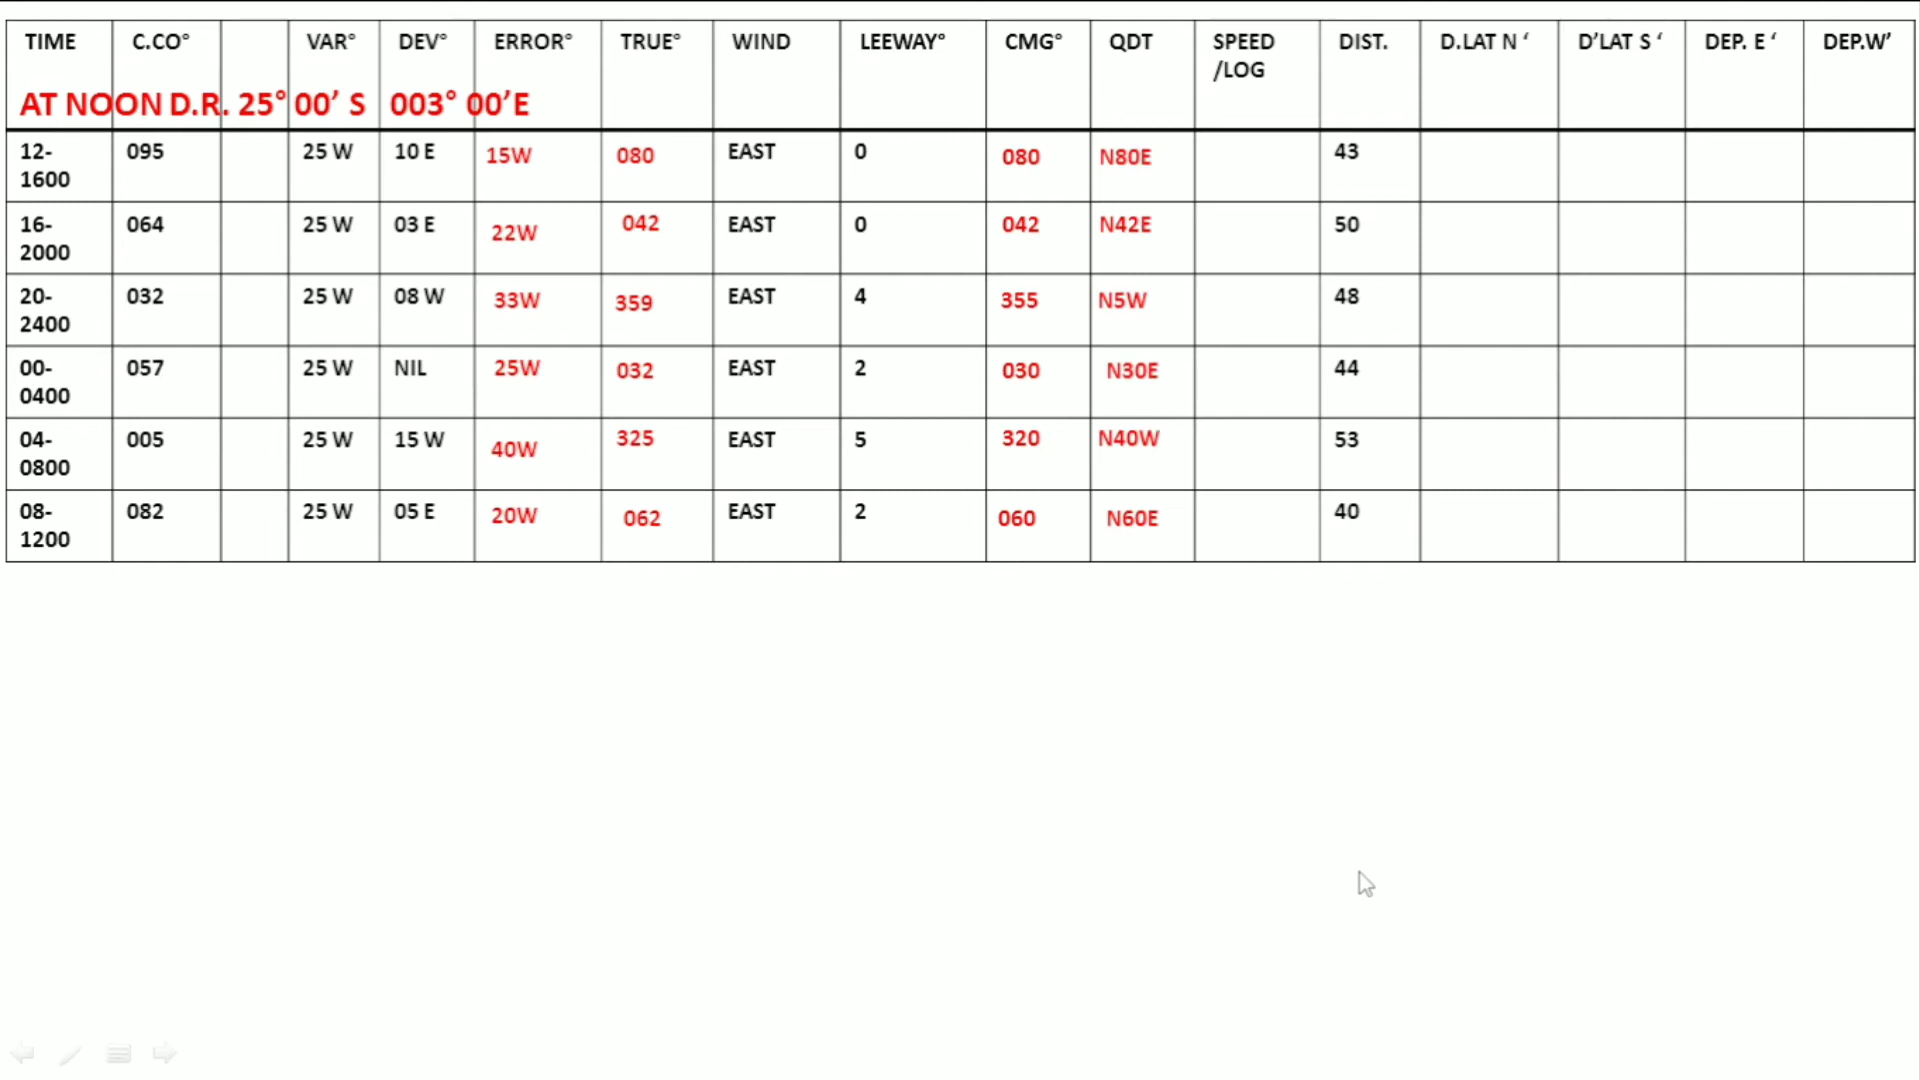 TIME C.CO° VAR° DEV° ERROR° TRUE° WIND LEEWAY° CMG° QDT SPEED /LOG DIST. D.LAT N ‘ D’LAT S ‘ DEP. E ‘ DEP.W’
AT NOON D.R. 25° 00’ S 003° 00’E
12-1600 095 25 W 10 E 15W 080 EAST 0 080 N80E 43
16-2000 064 25 W 03 E 22W 042 EAST 0 042 N42E 50
20-2400 032 25 W 08 W 33W 359 EAST 4 355 N5W 48
00-0400 057 25 W NIL 25W 032 EAST 2 030 N30E 44
04-0800 005 25 W 15 W 40W 325 EAST 5 320 N40W 53
08-1200 082 25 W 05 E 20W 062 EAST 2 060 N60E 40